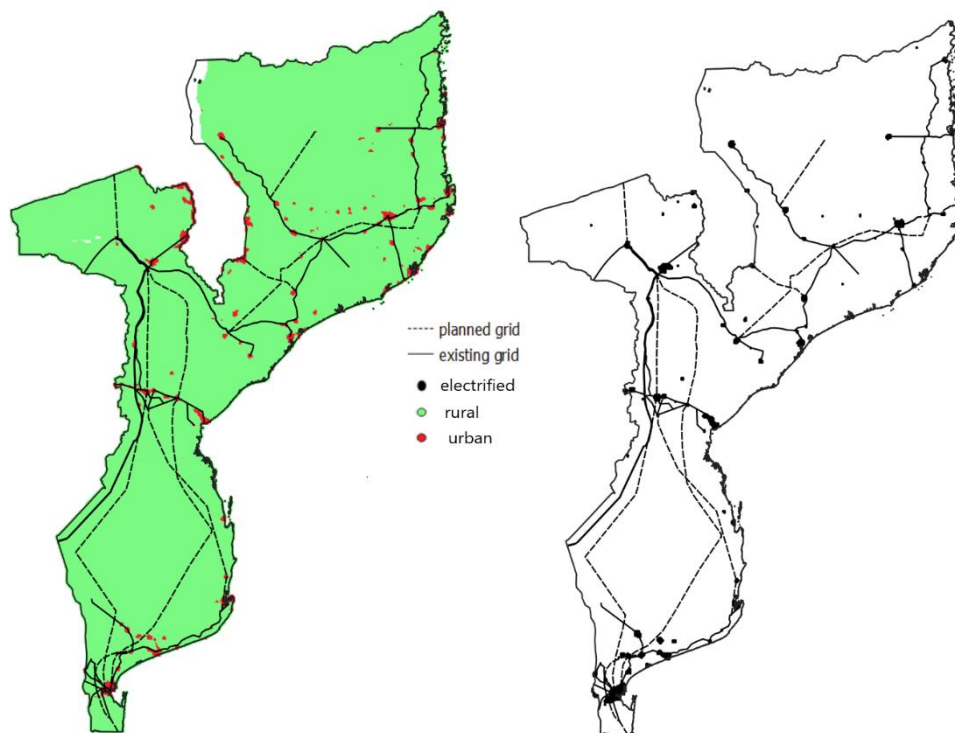 planned grid
existing grid
electrified
rural
urban